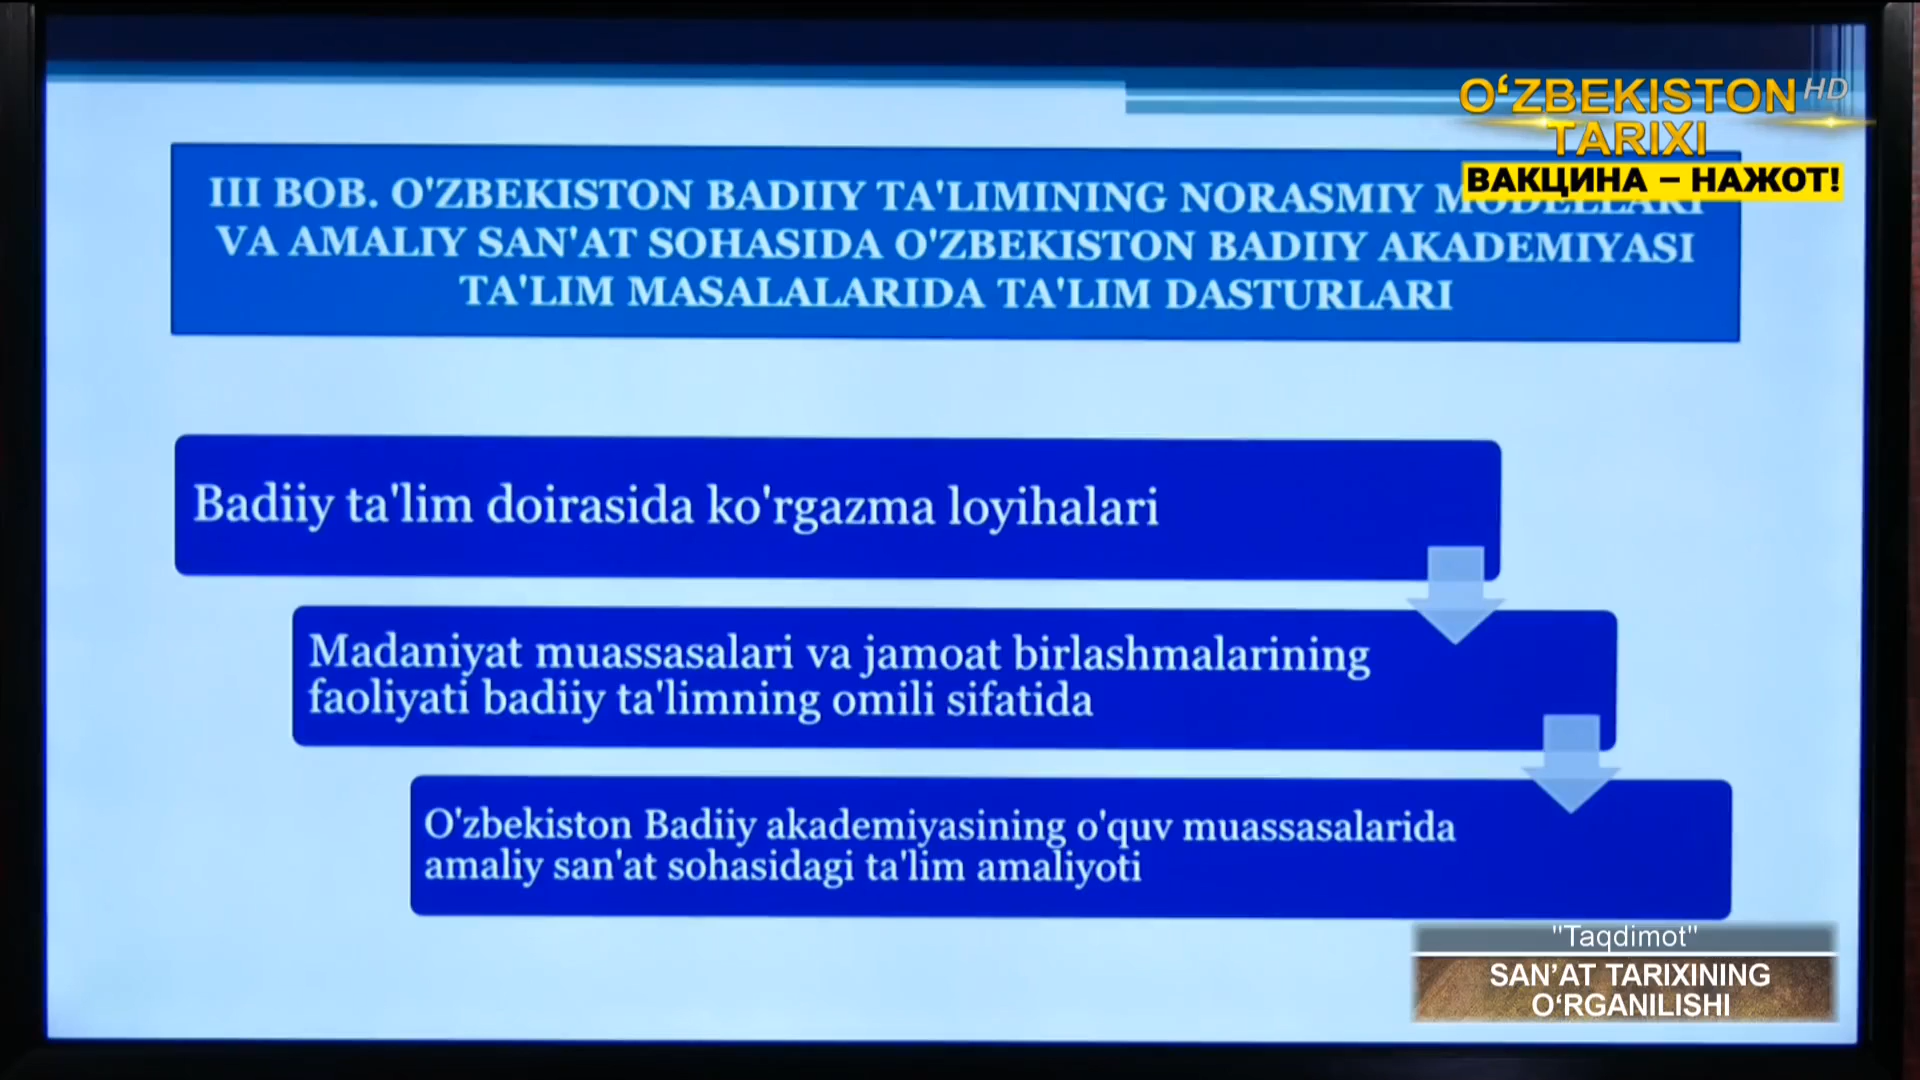 O‘ZBEKISTON HD
TARIXI
ВАКЦИНА – НАЖОТ!
III BOB. O'ZBEKISTON BADIIY TA'LIMINING NORASMIY MODELLARI
VA AMALIY SAN'AT SOHASIDA O'ZBEKISTON BADIIY AKADEMIYASI
TA'LIM MASALALARIDA TA'LIM DASTURLARI
Badiiy ta'lim doirasida ko'rgazma loyihalari
Madaniyat muassasalari va jamoat birlashmalarining
faoliyati badiiy ta'limning omili sifatida
O'zbekiston Badiiy akademiyasining o'quv muassasalarida
amaliy san'at sohasidagi ta'lim amaliyoti
"Taqdimot"
SAN’AT TARIXINING
O‘RGANILISHI